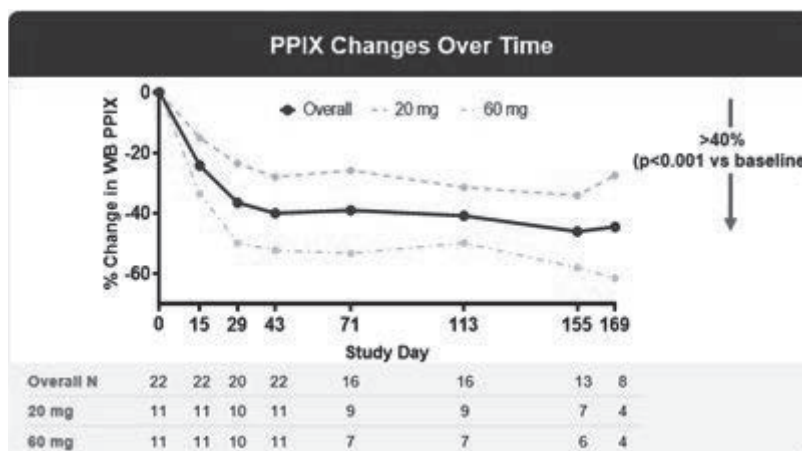 PPIX Changes Over Time
% Change in WB PPIX
0
-20
-40
-60
Overall
20 mg
60 mg
>40%
(p<0.001 vs baseline
0 15 29 43 71 113 155 169
Study Day
Overall N 22 22 20 22 16 16 13 8
20 mg 11 11 10 11 9 9 7 4
60 mg 11 11 10 11 7 7 6 4